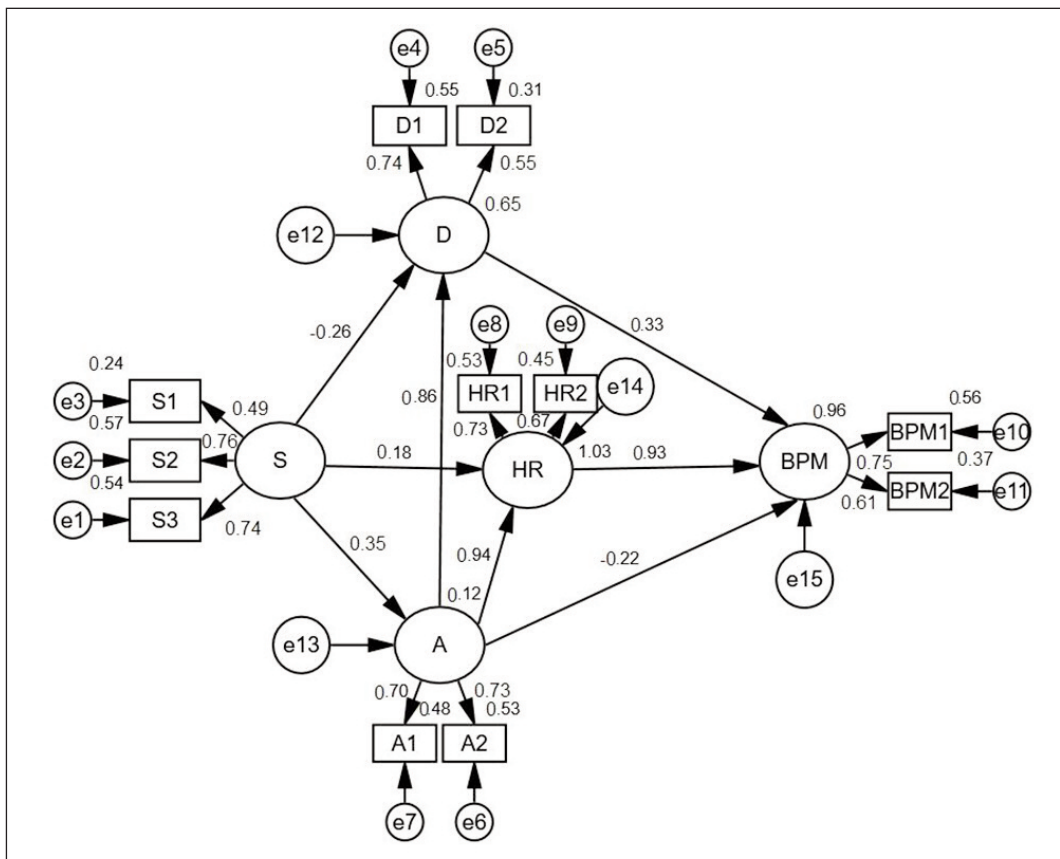 e4
e5
0.55
0.31
D1
D2
0.74
0.55
0.65
e12
D
-0.26
0.33
e8
e9
0.24
0.53
0.45
e14
e3
S1
0.86
HR1
HR2
0.49
0.57
0.96
0.56
0.73
0.67
BPM1
e10
e2
S2
0.76
S
0.18
HR
1.03
0.93
BPM
0.75
0.37
0.54
BPM2
e11
0.61
e1
S3
0.74
0.35
0.94
-0.22
e15
0.12
e13
A
0.70
0.73
0.48
0.53
A1
A2
e7
e6